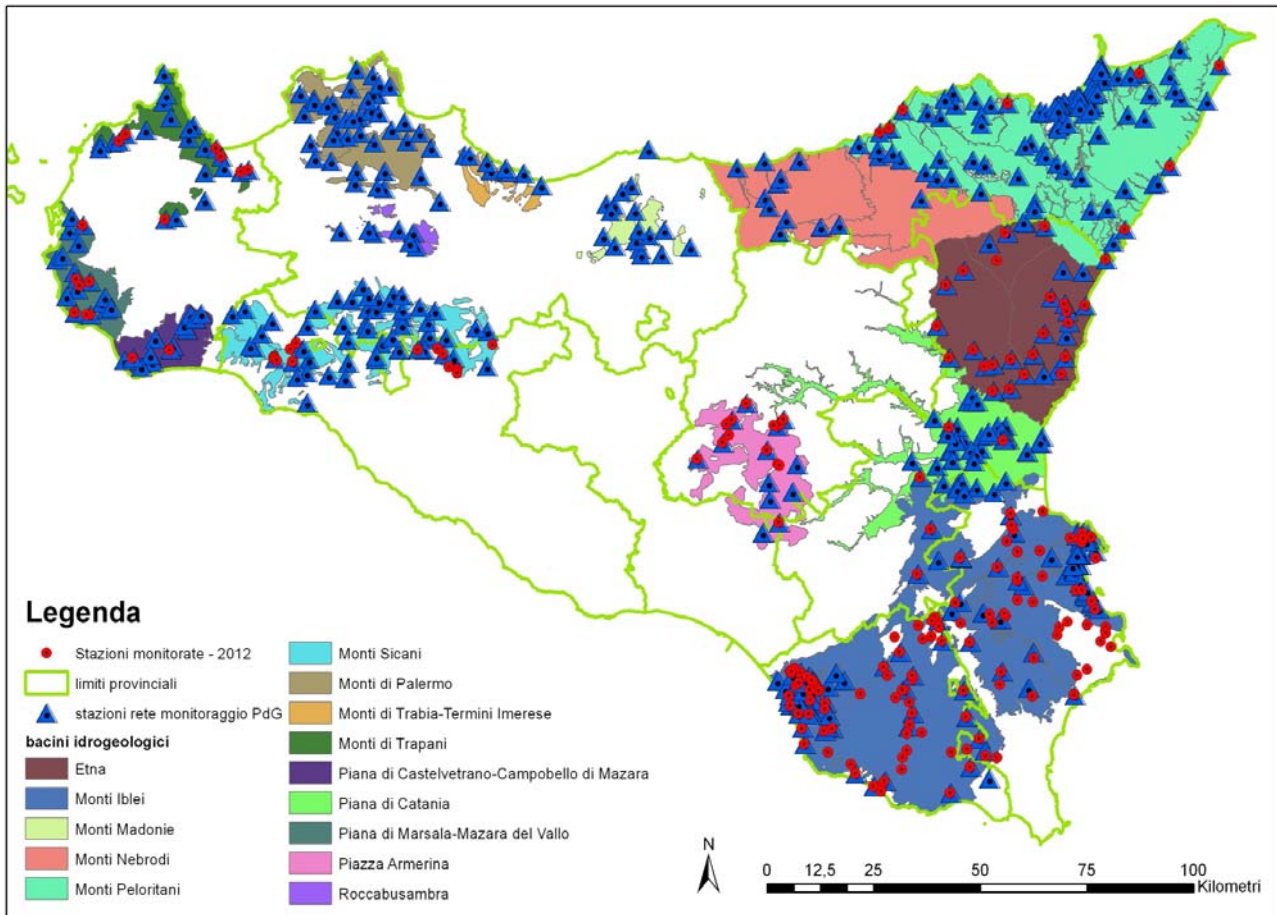 Legenda
Stazioni monitorate - 2012
limiti provinciali
stazioni rete monitoraggio PdG
bacini idrogeologici
Etna
Monti Iblei
Monti Madonie
Monti Nebrodi
Monti Peloritani
Monti Sicani
Monti di Palermo
Monti di Trabia-Termini Imerese
Monti di Trapani
Piana di Castelvetrano-Campobello di Mazara
Piana di Catania
Piana di Marsala-Mazara del Vallo
Piazza Armerina
Roccabusambra
N
0 12,5 25 50 75 100
Kilometri